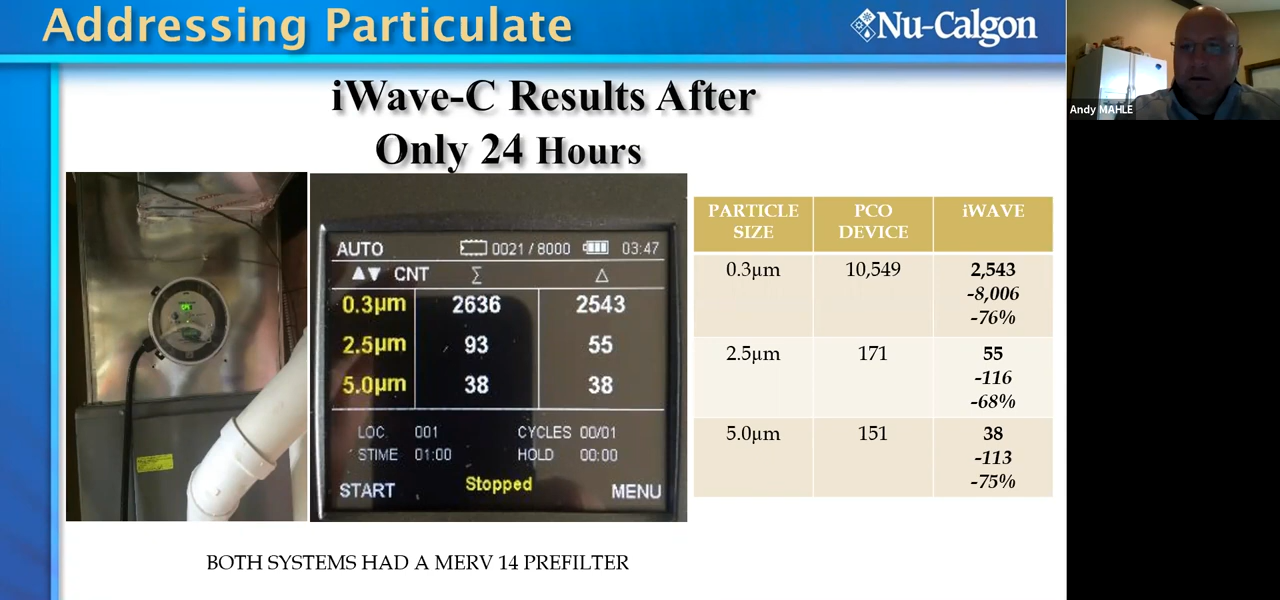 Addressing Particulate
Nu-Calgon
Andy MAHLE
iWave-C Results After
Only 24 Hours
AUTO 0021 / 8000 03:47
▲▼ CNT Σ △
0.3µm 2636 2543
2.5µm 93 55
5.0µm 38 38
LOC 001 CYCLES 00/01
STIME 01:00 HOLD 00:00
START Stopped MENU
PARTICLE SIZE PCO DEVICE iWAVE
0.3µm 10,549 2,543
-8,006
-76%
2.5µm 171 55
-116
-68%
5.0µm 151 38
-113
-75%
BOTH SYSTEMS HAD A MERV 14 PREFILTER